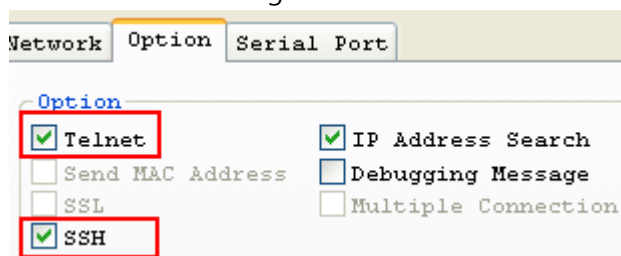 Network Option Serial Port
Option
Telnet IP Address Search
Send MAC Address Debugging Message
SSL Multiple Connection
SSH